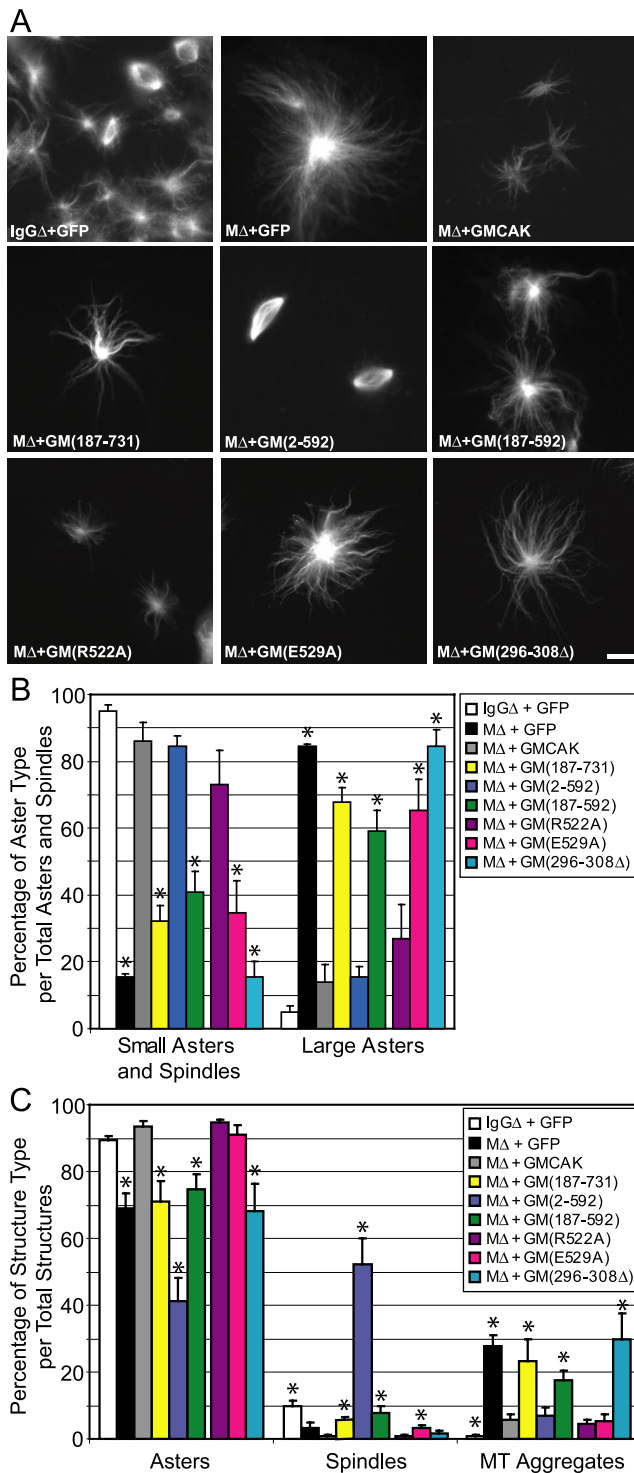 A
IgGΔ+GFP
MΔ+GFP
MΔ+GMCAK
MΔ+GM(187-731)
MΔ+GM(2-592)
MΔ+GM(187-592)
MΔ+GM(R522A)
MΔ+GM(E529A)
MΔ+GM(296-308Δ)
B
Percentage of Aster Type
per Total Asters and Spindles
100
80
60
40
20
0
* * * * *
* * * * *
Small Asters
and Spindles
Large Asters
IgGΔ + GFP
MΔ + GFP
MΔ + GMCAK
MΔ + GM(187-731)
MΔ + GM(2-592)
MΔ + GM(187-592)
MΔ + GM(R522A)
MΔ + GM(E529A)
MΔ + GM(296-308Δ)
C
Percentage of Structure Type
per Total Structures
100
80
60
40
20
0
* * * * *
* * * * *
* * * * *
Asters
Spindles
MT Aggregates
IgGΔ + GFP
MΔ + GFP
MΔ + GMCAK
MΔ + GM(187-731)
MΔ + GM(2-592)
MΔ + GM(187-592)
MΔ + GM(R522A)
MΔ + GM(E529A)
MΔ + GM(296-308Δ)